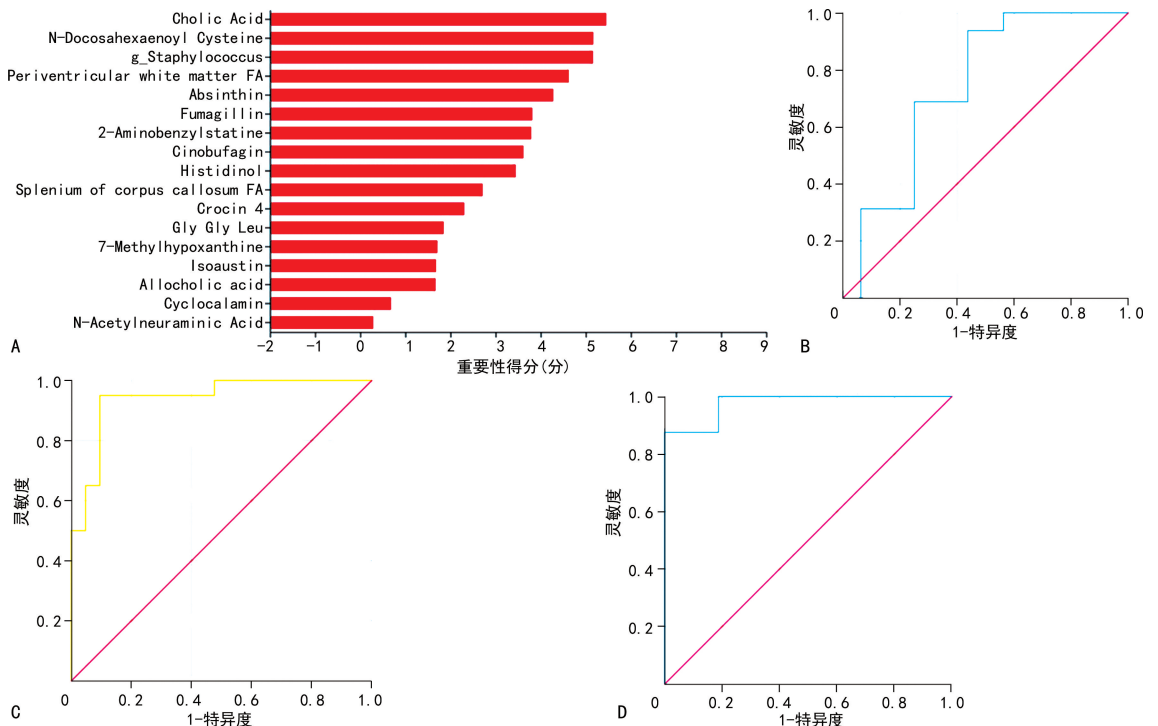 Cholic Acid
N-Docosahexaenoyl Cysteine
g_Staphylococcus
Periventricular white matter FA
Absinthin
Fumagillin
2-Aminobenzylstatine
Cinobufagin
Histidinol
Splenium of corpus callosum FA
Crocin 4
Gly Gly Leu
7-Methylhypoxanthine
Isoaustin
Allocholic acid
Cyclocalamin
N-Acetylneuraminic Acid
-2 -1 0 1 2 3 4 5 6 7 8 9
重要性得分(分)
A
1.0
0.8
0.6
0.4
0.2
灵敏度
0 0.2 0.4 0.6 0.8 1.0
1-特异度
B
1.0
0.8
0.6
0.4
0.2
灵敏度
0 0.2 0.4 0.6 0.8 1.0
1-特异度
C
1.0
0.8
0.6
0.4
0.2
灵敏度
0 0.2 0.4 0.6 0.8 1.0
1-特异度
D